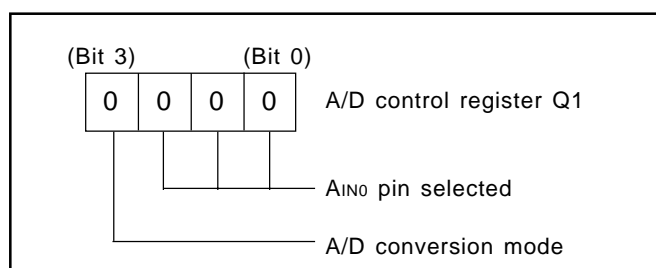 (Bit 3) (Bit 0)
0 0 0 0 A/D control register Q1
AIN0 pin selected
A/D conversion mode